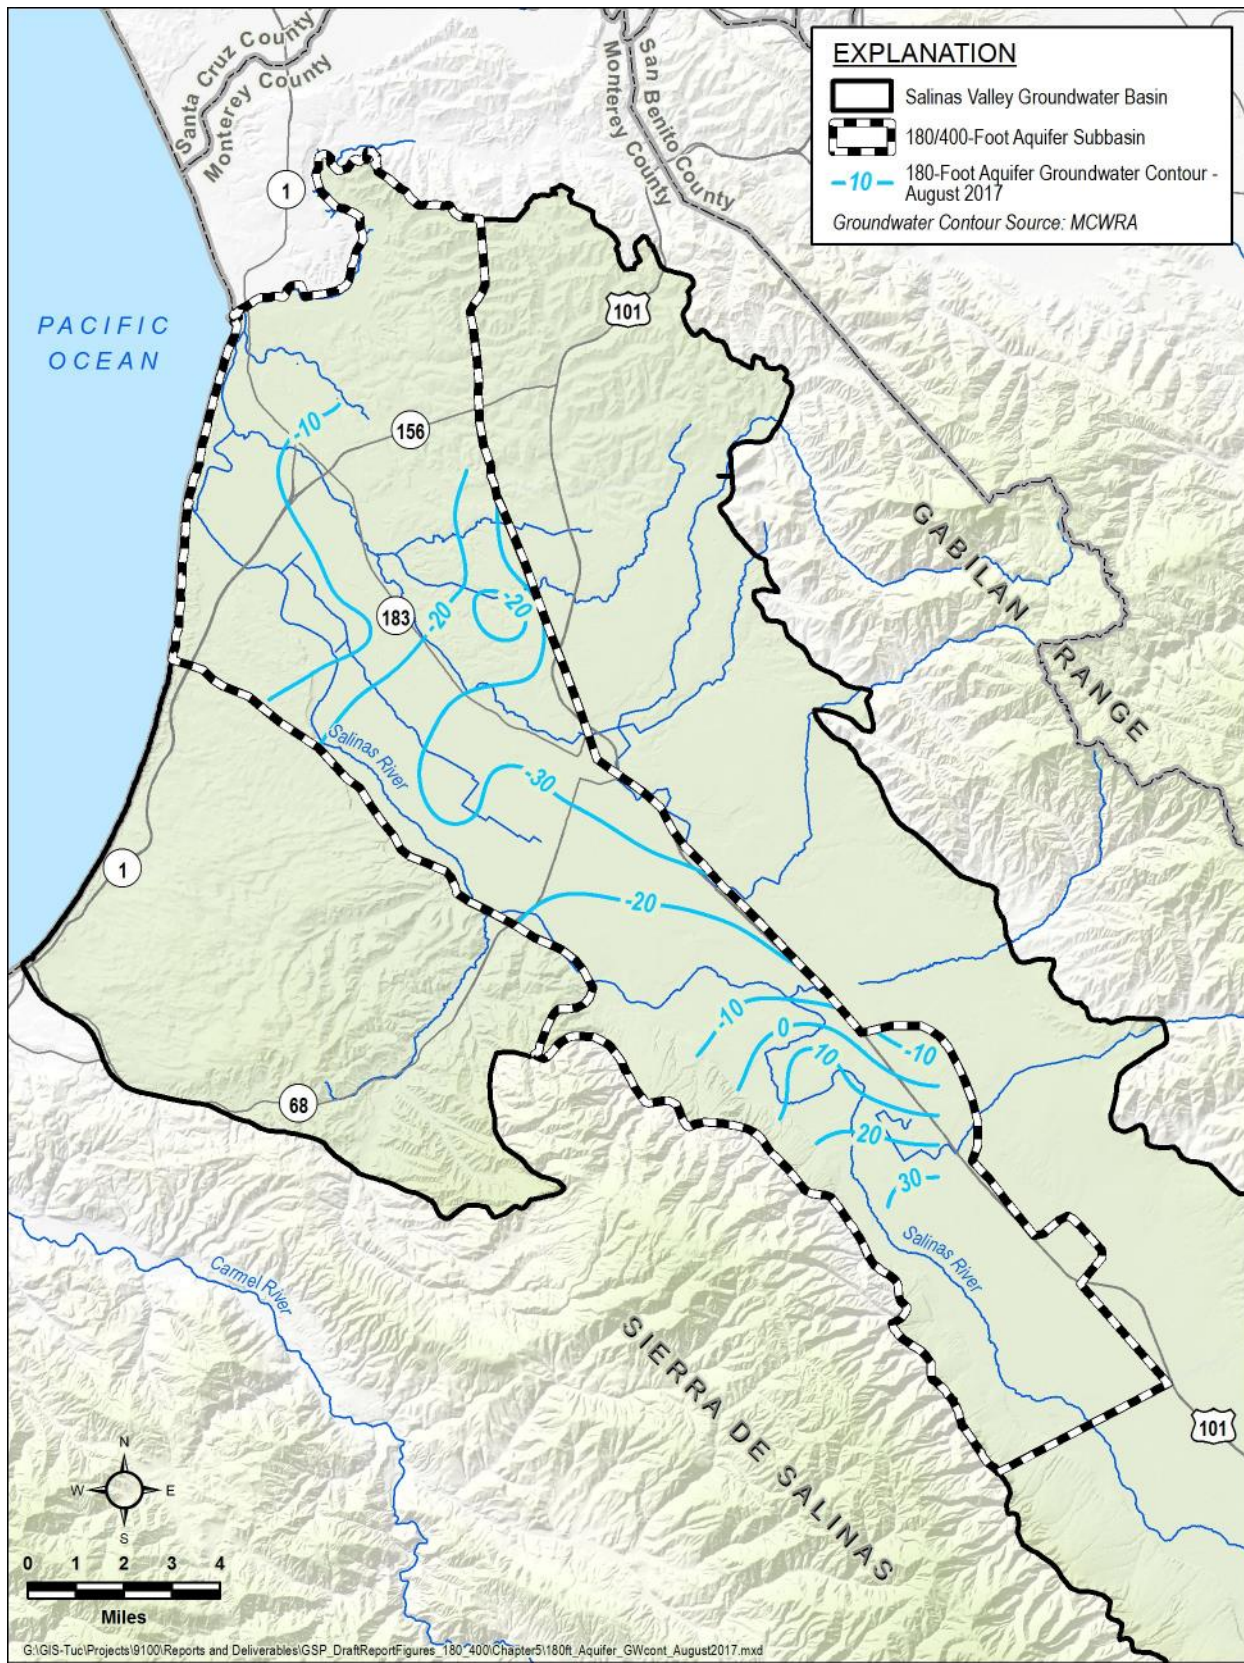 EXPLANATION
Salinas Valley Groundwater Basin
180/400-Foot Aquifer Subbasin
-10
180-Foot Aquifer Groundwater Contour -
August 2017
Groundwater Contour Source: MCWRA
Santa Cruz County
Monterey County
San Benito County
Monterey County
1
101
PACIFIC
OCEAN
-10
156
GABILAN
RANGE
183
-20
-20
Salinas River
-30
1
-20
-10
0
-10
10
68
20
30
Salinas River
Carmel River
SIERRA DE SALINAS
101
N
W
E
S
0 1 2 3 4
Miles
G:\GIS-Tuc\Projects\9100\Reports and Deliverables\GSP_DraftReportFigures_180_400\Chapter5\180ft_Aquifer_GWcont_August2017.mxd